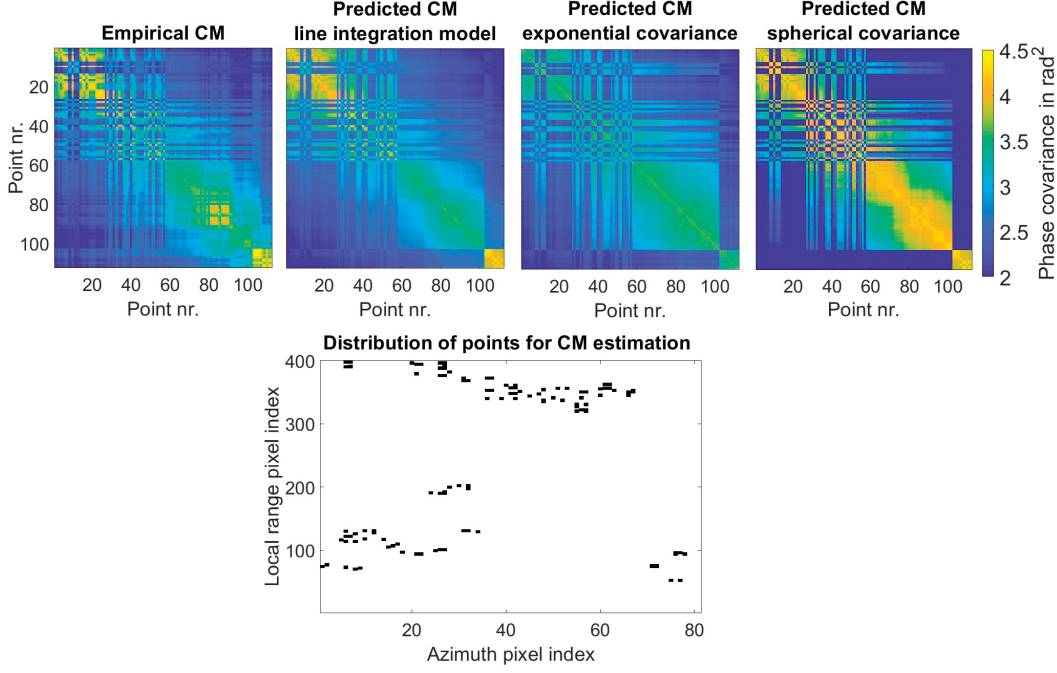 Empirical CM
Predicted CM
line integration model
Predicted CM
exponential covariance
Predicted CM
spherical covariance
Point nr.
20
40
60
80
100
20 40 60 80 100
Point nr.
20 40 60 80 100
Point nr.
20 40 60 80 100
Point nr.
20 40 60 80 100
Point nr.
4.5
4
3.5
3
2.5
2
Phase covariance in rad²
Distribution of points for CM estimation
Local range pixel index
400
300
200
100
20 40 60 80
Azimuth pixel index